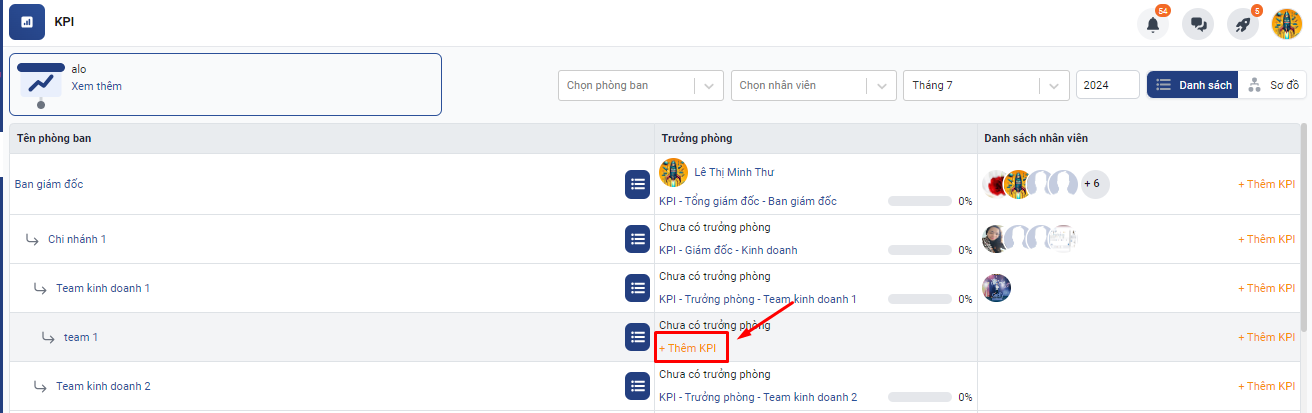 KPI
54
5
alo
Xem thêm
Chọn phòng ban
Chọn nhân viên
Tháng 7
2024
Danh sách
Sơ đồ
Tên phòng ban
Trưởng phòng
Danh sách nhân viên
Ban giám đốc
Lê Thị Minh Thư
KPI - Tổng giám đốc - Ban giám đốc
0%
+ 6
+ Thêm KPI
Chi nhánh 1
Chưa có trưởng phòng
KPI - Giám đốc - Kinh doanh
0%
+ Thêm KPI
Team kinh doanh 1
Chưa có trưởng phòng
KPI - Trưởng phòng - Team kinh doanh 1
0%
+ Thêm KPI
team 1
Chưa có trưởng phòng
+ Thêm KPI
+ Thêm KPI
Team kinh doanh 2
Chưa có trưởng phòng
KPI - Trưởng phòng - Team kinh doanh 2
0%
+ Thêm KPI